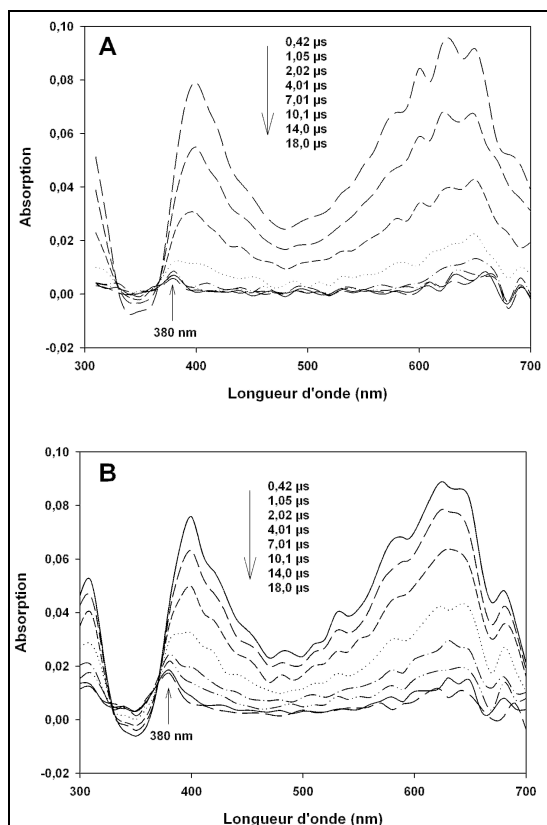 A
0,42 µs
1,05 µs
2,02 µs
4,01 µs
7,01 µs
10,1 µs
14,0 µs
18,0 µs
0,10
0,08
0,06
0,04
0,02
0,00
-0,02
Absorption
380 nm
300 400 500 600 700
Longueur d'onde (nm)
B
0,42 µs
1,05 µs
2,02 µs
4,01 µs
7,01 µs
10,1 µs
14,0 µs
18,0 µs
0,10
0,08
0,06
0,04
0,02
0,00
-0,02
Absorption
380 nm
300 400 500 600 700
Longueur d'onde (nm)